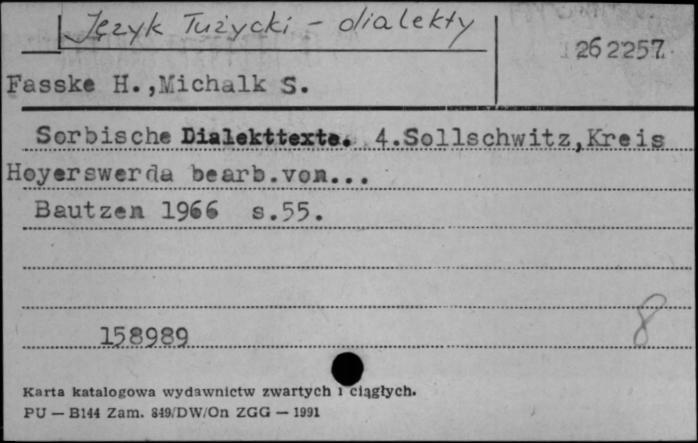 Język Łużycki - dialekty
262257
Fasske H.,Michalk S.
Sorbische Dialekttexte. 4.Sollschwitz,Kreis
Hoyerswerda bearb.von...
Bautzen 1966 s.55.
158989
8
Karta katalogowa wydawnictw zwartych i ciągłych.
PU — B144 Zam. 849/DW/On ZGG — 1991